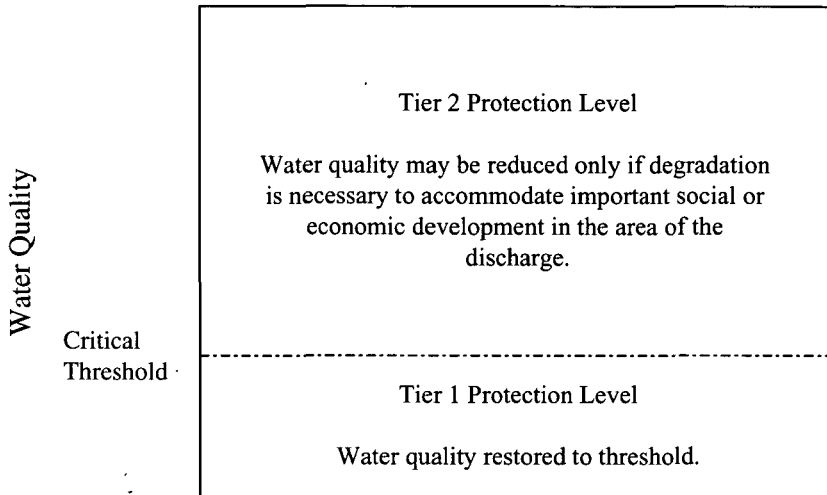 Water Quality
Tier 2 Protection Level
Water quality may be reduced only if degradation
is necessary to accommodate important social or
economic development in the area of the
discharge.
Critical
Threshold
Tier 1 Protection Level
Water quality restored to threshold.